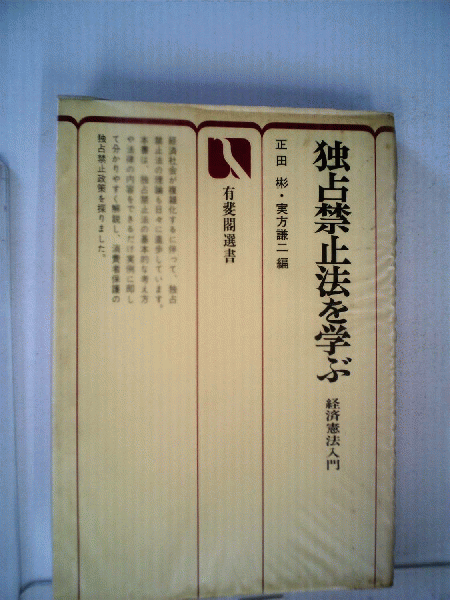 独占禁止法を学ぶ
経済憲法入門
正田 彬・実方謙二 編
有斐閣選書
経済社会が複雑化するに伴って、独占
禁止法の理論も日々に進歩しています。
本書は、独占禁止法の基本的な考え方
や法律の内容をできるだけ実例に即し
て分かりやすく解説し、消費者保護の
独占禁止政策を探りました。